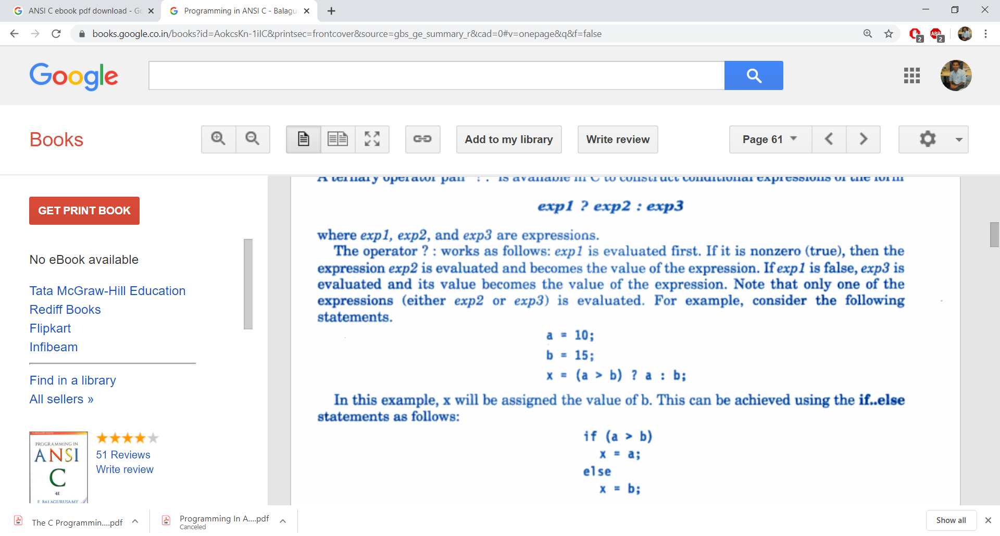 ANSI C ebook pdf download - Go
Programming in ANSI C - Balagu
books.google.co.in/books?id=AokcsKn-1iIC&printsec=frontcover&source=gbs_ge_summary_r&cad=0#v=onepage&q&f=false
2
ABP
2
Google
Books
Add to my library
Write review
Page 61
GET PRINT BOOK
No eBook available
Tata McGraw-Hill Education
Rediff Books
Flipkart
Infibeam
Find in a library
All sellers »
PROGRAMMING IN
ANSI
C
4E
E BALAGURUSAMY
51 Reviews
Write review
A ternary operator pair "? :" is available in C to construct conditional expressions of the form
exp1 ? exp2 : exp3
where exp1, exp2, and exp3 are expressions.
The operator ? : works as follows: exp1 is evaluated first. If it is nonzero (true), then the
expression exp2 is evaluated and becomes the value of the expression. If exp1 is false, exp3 is
evaluated and its value becomes the value of the expression. Note that only one of the
expressions (either exp2 or exp3) is evaluated. For example, consider the following
statements.
a = 10;
b = 15;
x = (a > b) ? a : b;
In this example, x will be assigned the value of b. This can be achieved using the if..else
statements as follows:
if (a > b)
x = a;
else
x = b;
The C Programmin....pdf
Programming In A....pdf
Canceled
Show all